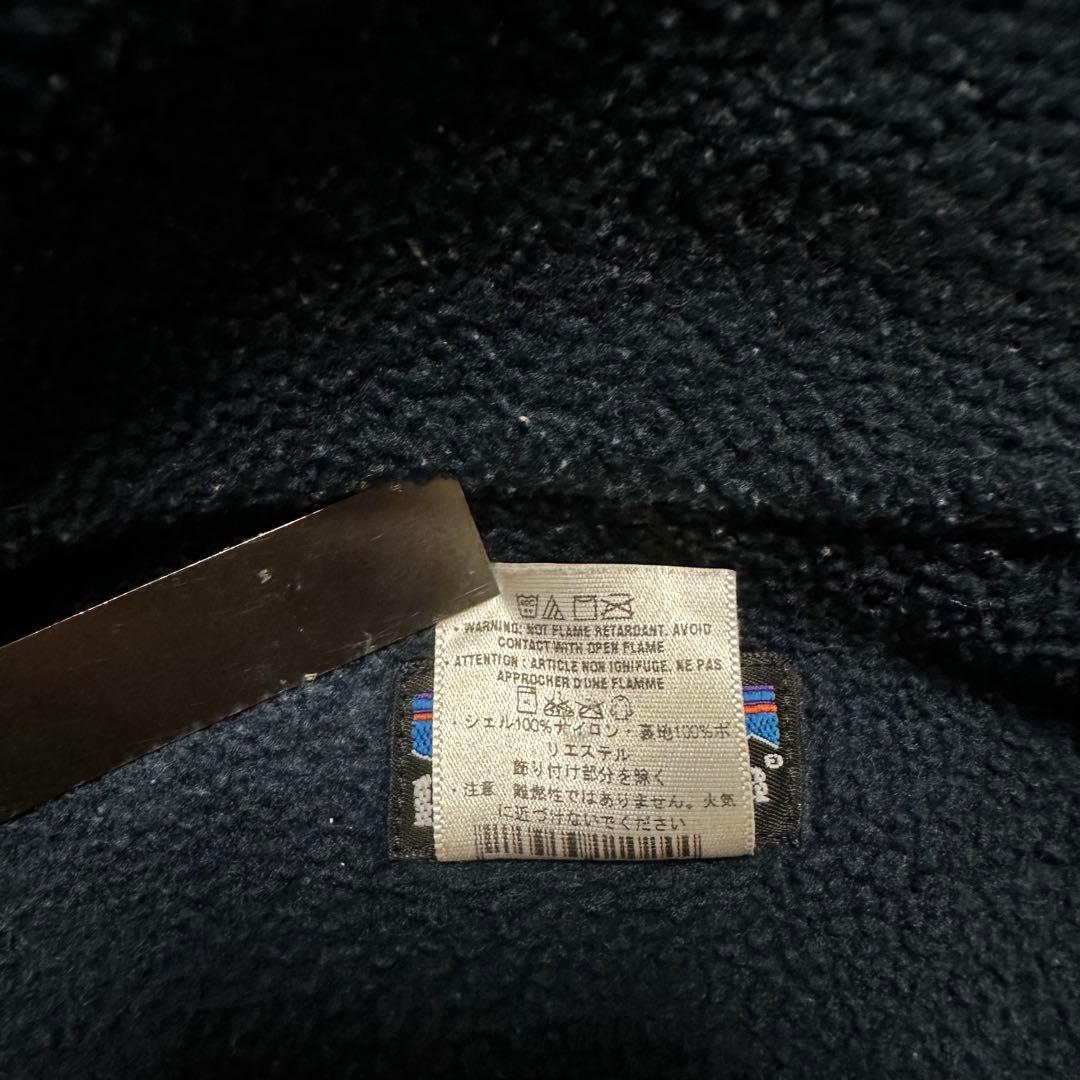 • WARNING: NOT FLAME RETARDANT. AVOID
CONTACT WITH OPEN FLAME
• ATTENTION : ARTICLE NON IGNIFUGE. NE PAS
APPROCHER D'UNE FLAMME
・シェル100%ナイロン・裏地100%ポ
リエステル
飾り付け部分を除く
・注意 難燃性ではありません。火気
に近づけないでください